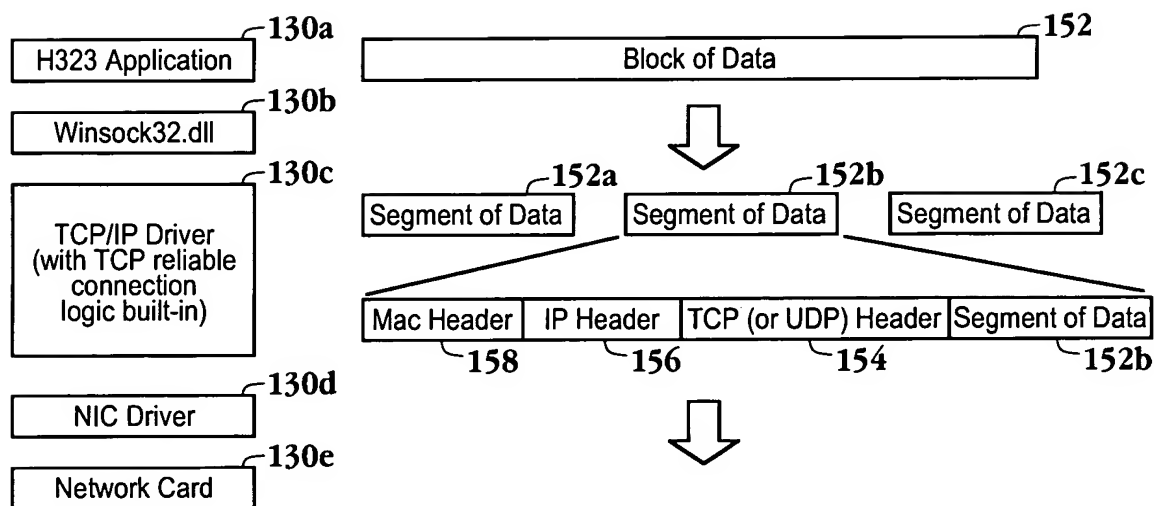 130a
H323 Application
152
Block of Data
130b
Winsock32.dll
130c
TCP/IP Driver
(with TCP reliable
connection
logic built-in)
152a
152b
152c
Segment of Data
Segment of Data
Segment of Data
Mac Header
IP Header
TCP (or UDP) Header
Segment of Data
158
156
154
152b
130d
NIC Driver
130e
Network Card